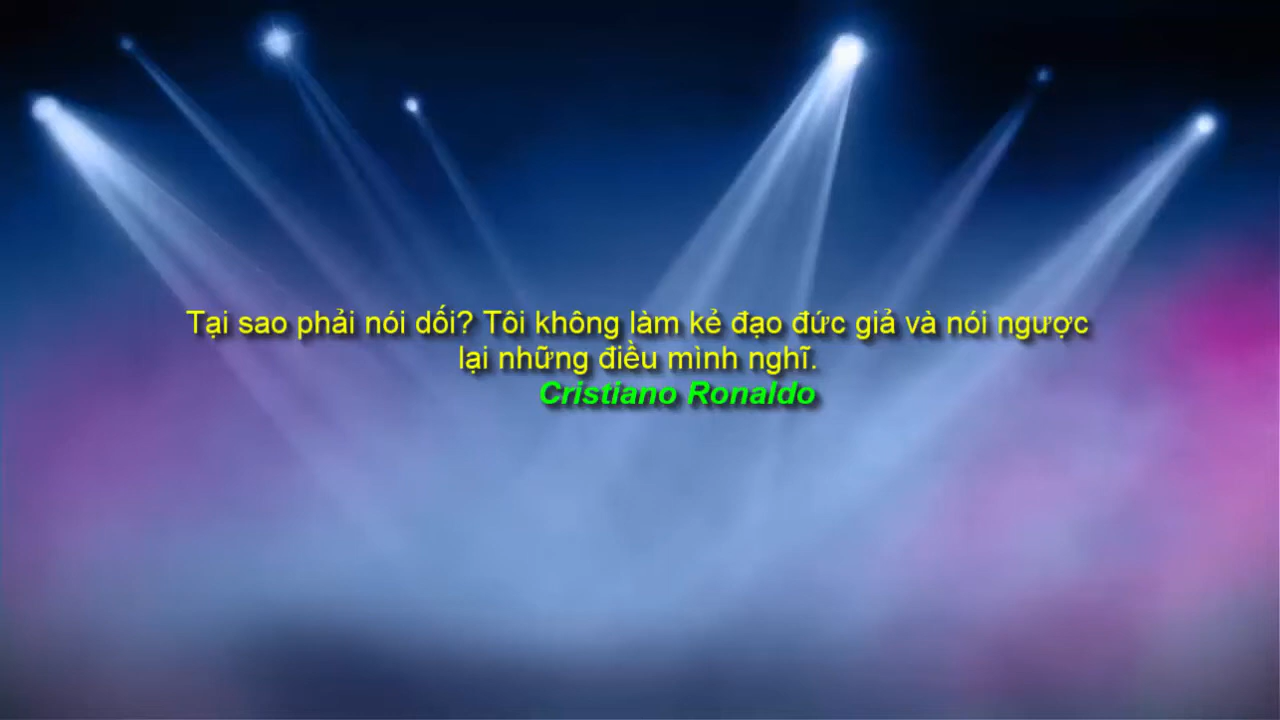 Tại sao phải nói dối? Tôi không làm kẻ đạo đức giả và nói ngược
lại những điều mình nghĩ.
Cristiano Ronaldo